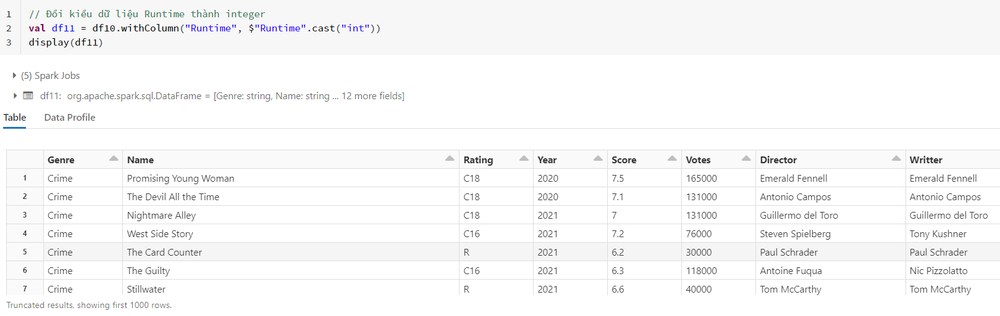 1 // Đổi kiểu dữ liệu Runtime thành integer
2 val df11 = df10.withColumn("Runtime", $"Runtime".cast("int"))
3 display(df11)
(5) Spark Jobs
df11: org.apache.spark.sql.DataFrame = [Genre: string, Name: string ... 12 more fields]
Table Data Profile
Genre Name Rating Year Score Votes Director Writter
1 Crime Promising Young Woman C18 2020 7.5 165000 Emerald Fennell Emerald Fennell
2 Crime The Devil All the Time C18 2020 7.1 131000 Antonio Campos Antonio Campos
3 Crime Nightmare Alley C18 2021 7 131000 Guillermo del Toro Guillermo del Toro
4 Crime West Side Story C16 2021 7.2 76000 Steven Spielberg Tony Kushner
5 Crime The Card Counter R 2021 6.2 30000 Paul Schrader Paul Schrader
6 Crime The Guilty C16 2021 6.3 118000 Antoine Fuqua Nic Pizzolatto
7 Crime Stillwater R 2021 6.6 40000 Tom McCarthy Tom McCarthy
Truncated results, showing first 1000 rows.